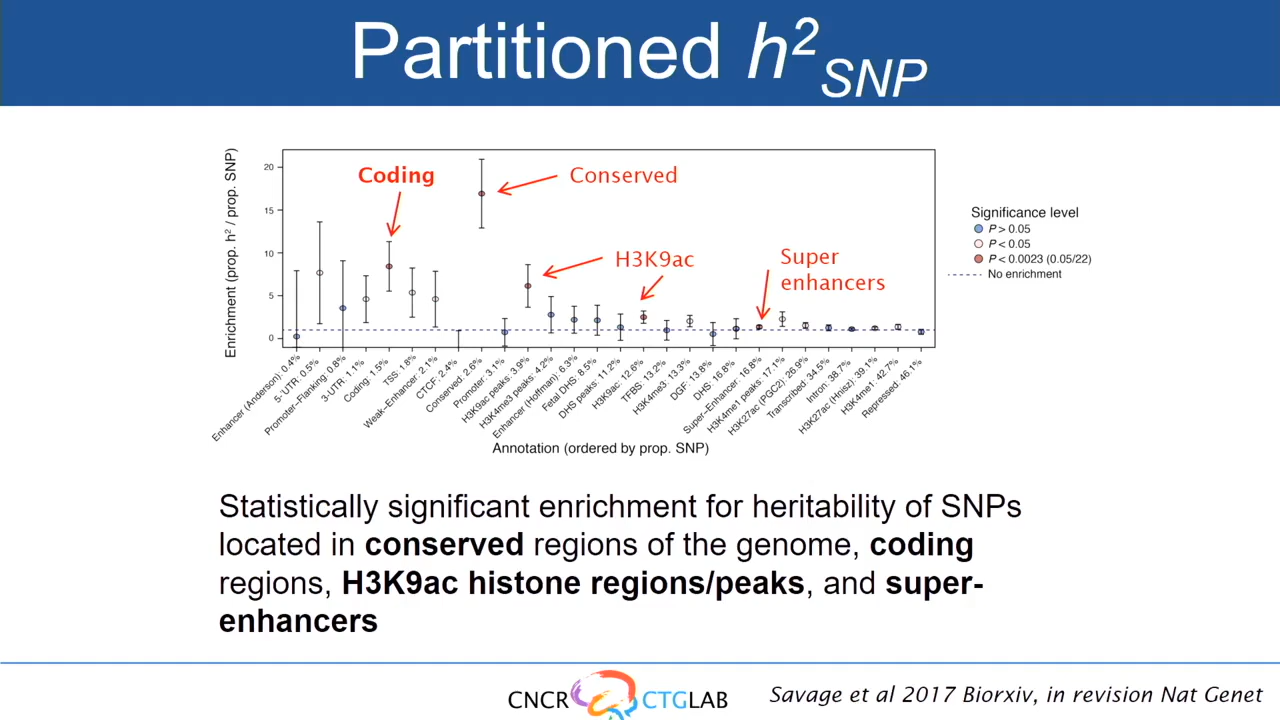 Partitioned h²SNP
Enrichment (prop. h² / prop. SNP)
20
15
10
5
0
Coding
Conserved
H3K9ac
Super
enhancers
Significance level
P > 0.05
P < 0.05
P < 0.0023 (0.05/22)
No enrichment
Enhancer (Anderson): 0.4%
5-UTR: 0.5%
Promoter-Flanking: 0.8%
3-UTR: 1.1%
Coding: 1.5%
TSS: 1.8%
Weak-Enhancer: 2.1%
CTCF: 2.4%
Conserved: 2.6%
Promoter: 3.1%
H3K9ac peaks: 3.9%
H3K4me3 peaks: 4.2%
Enhancer (Hoffman): 6.3%
Fetal DHS: 8.5%
DHS peaks: 11.2%
H3K9ac: 12.6%
TFBS: 13.2%
H3K4me3: 13.3%
DGF: 13.8%
DHS: 16.8%
Super-Enhancer: 16.8%
H3K4me1 peaks: 17.1%
H3K27ac (PGC2): 26.9%
Transcribed: 34.5%
Intron: 38.7%
H3K27ac (Hnisz): 39.1%
H3K4me1: 42.7%
Repressed: 46.1%
Annotation (ordered by prop. SNP)
Statistically significant enrichment for heritability of SNPs
located in conserved regions of the genome, coding
regions, H3K9ac histone regions/peaks, and super-
enhancers
CNCR CTGLAB
Savage et al 2017 Biorxiv, in revision Nat Genet